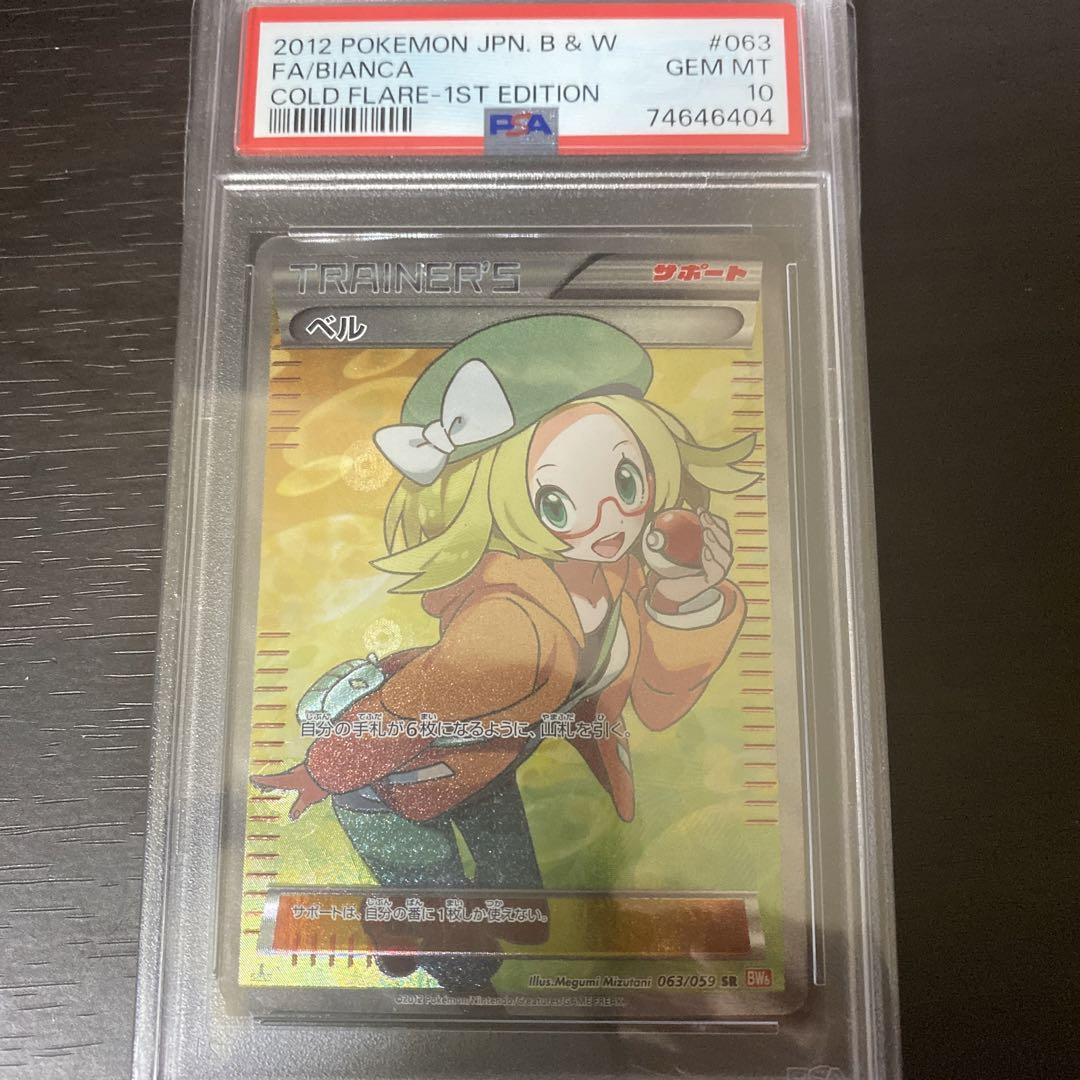 2012 POKEMON JPN. B & W #063
FA/BIANCA GEM MT
COLD FLARE-1ST EDITION 10
PSA 74646404
TRAINER'S サポート
ベル
自分の手札が6枚になるように、山札を引く。
サポートは、自分の番に1枚しか使えない。
Illus.Megumi Mizutani 063/059 SR BW6
©2012 Pokémon/Nintendo/Creatures/GAME FREAK.
PSA